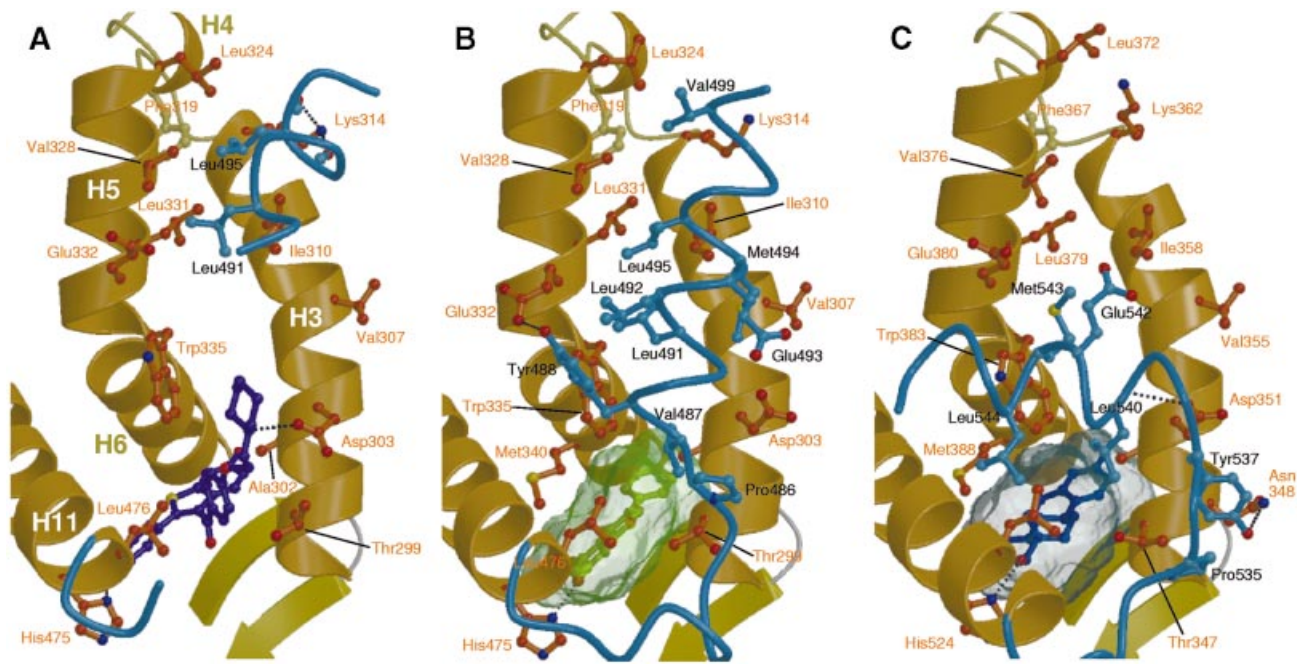 A
H4
Leu324
Phe319
Lys314
Val328
Leu495
H5
Leu331
Glu332
Leu491
Ile310
H3
Val307
Trp335
H6
Asp303
Ala302
Leu476
H11
Thr299
His475
B
Leu324
Val499
Phe319
Lys314
Val328
Leu331
Ile310
Leu495
Met494
Leu492
Glu332
Val307
Leu491
Glu493
Tyr488
Val487
Trp335
Asp303
Met340
Pro486
Thr299
Leu476
His475
C
Leu372
Phe367
Lys362
Val376
Glu380
Leu379
Ile358
Met543
Glu542
Trp383
Val355
Leu544
Leu540
Asp351
Met388
Tyr537
Asn
348
Pro535
His524
Thr347